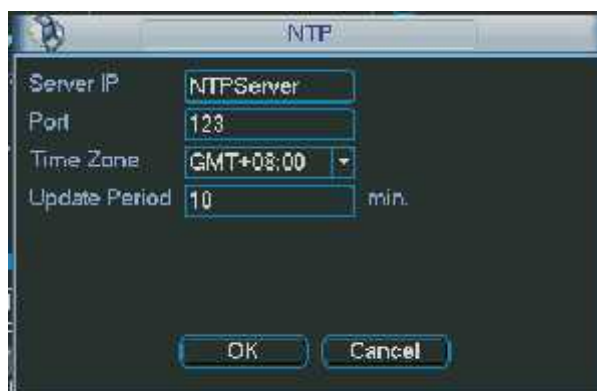 NTP
Server IP NTPServer
Port 123
Time Zone GMT+08:00
Update Period 10 min.
OK Cancel